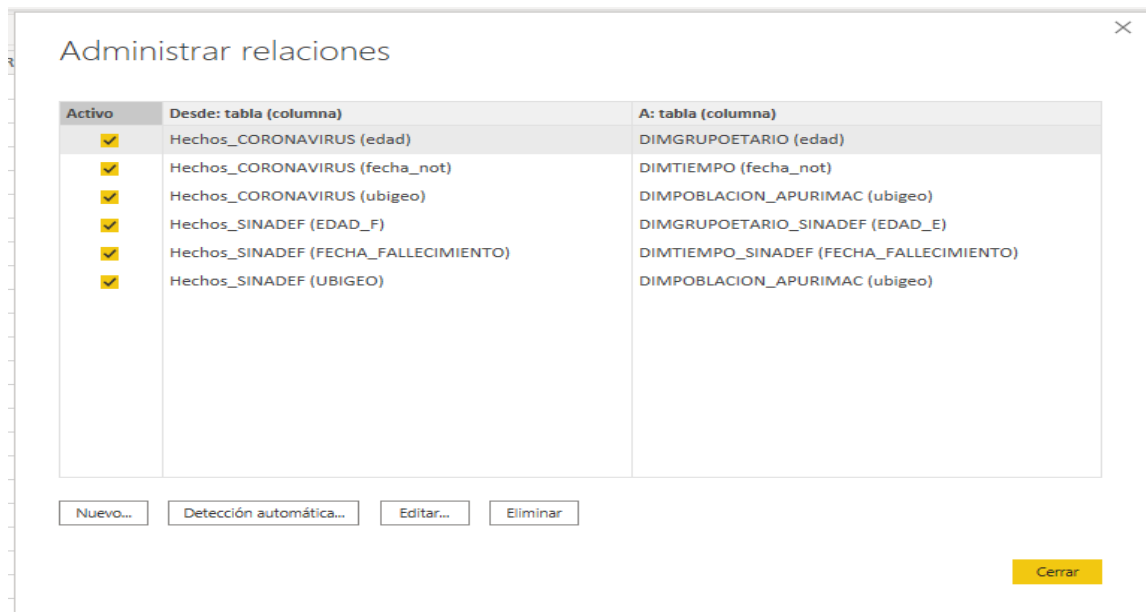 Administrar relaciones
Activo Desde: tabla (columna) A: tabla (columna)
Hechos_CORONAVIRUS (edad) DIMGRUPOETARIO (edad)
Hechos_CORONAVIRUS (fecha_not) DIMTIEMPO (fecha_not)
Hechos_CORONAVIRUS (ubigeo) DIMPOBLACION_APURIMAC (ubigeo)
Hechos_SINADEF (EDAD_F) DIMGRUPOETARIO_SINADEF (EDAD_E)
Hechos_SINADEF (FECHA_FALLECIMIENTO) DIMTIEMPO_SINADEF (FECHA_FALLECIMIENTO)
Hechos_SINADEF (UBIGEO) DIMPOBLACION_APURIMAC (ubigeo)
Nuevo... Detección automática... Editar... Eliminar
Cerrar